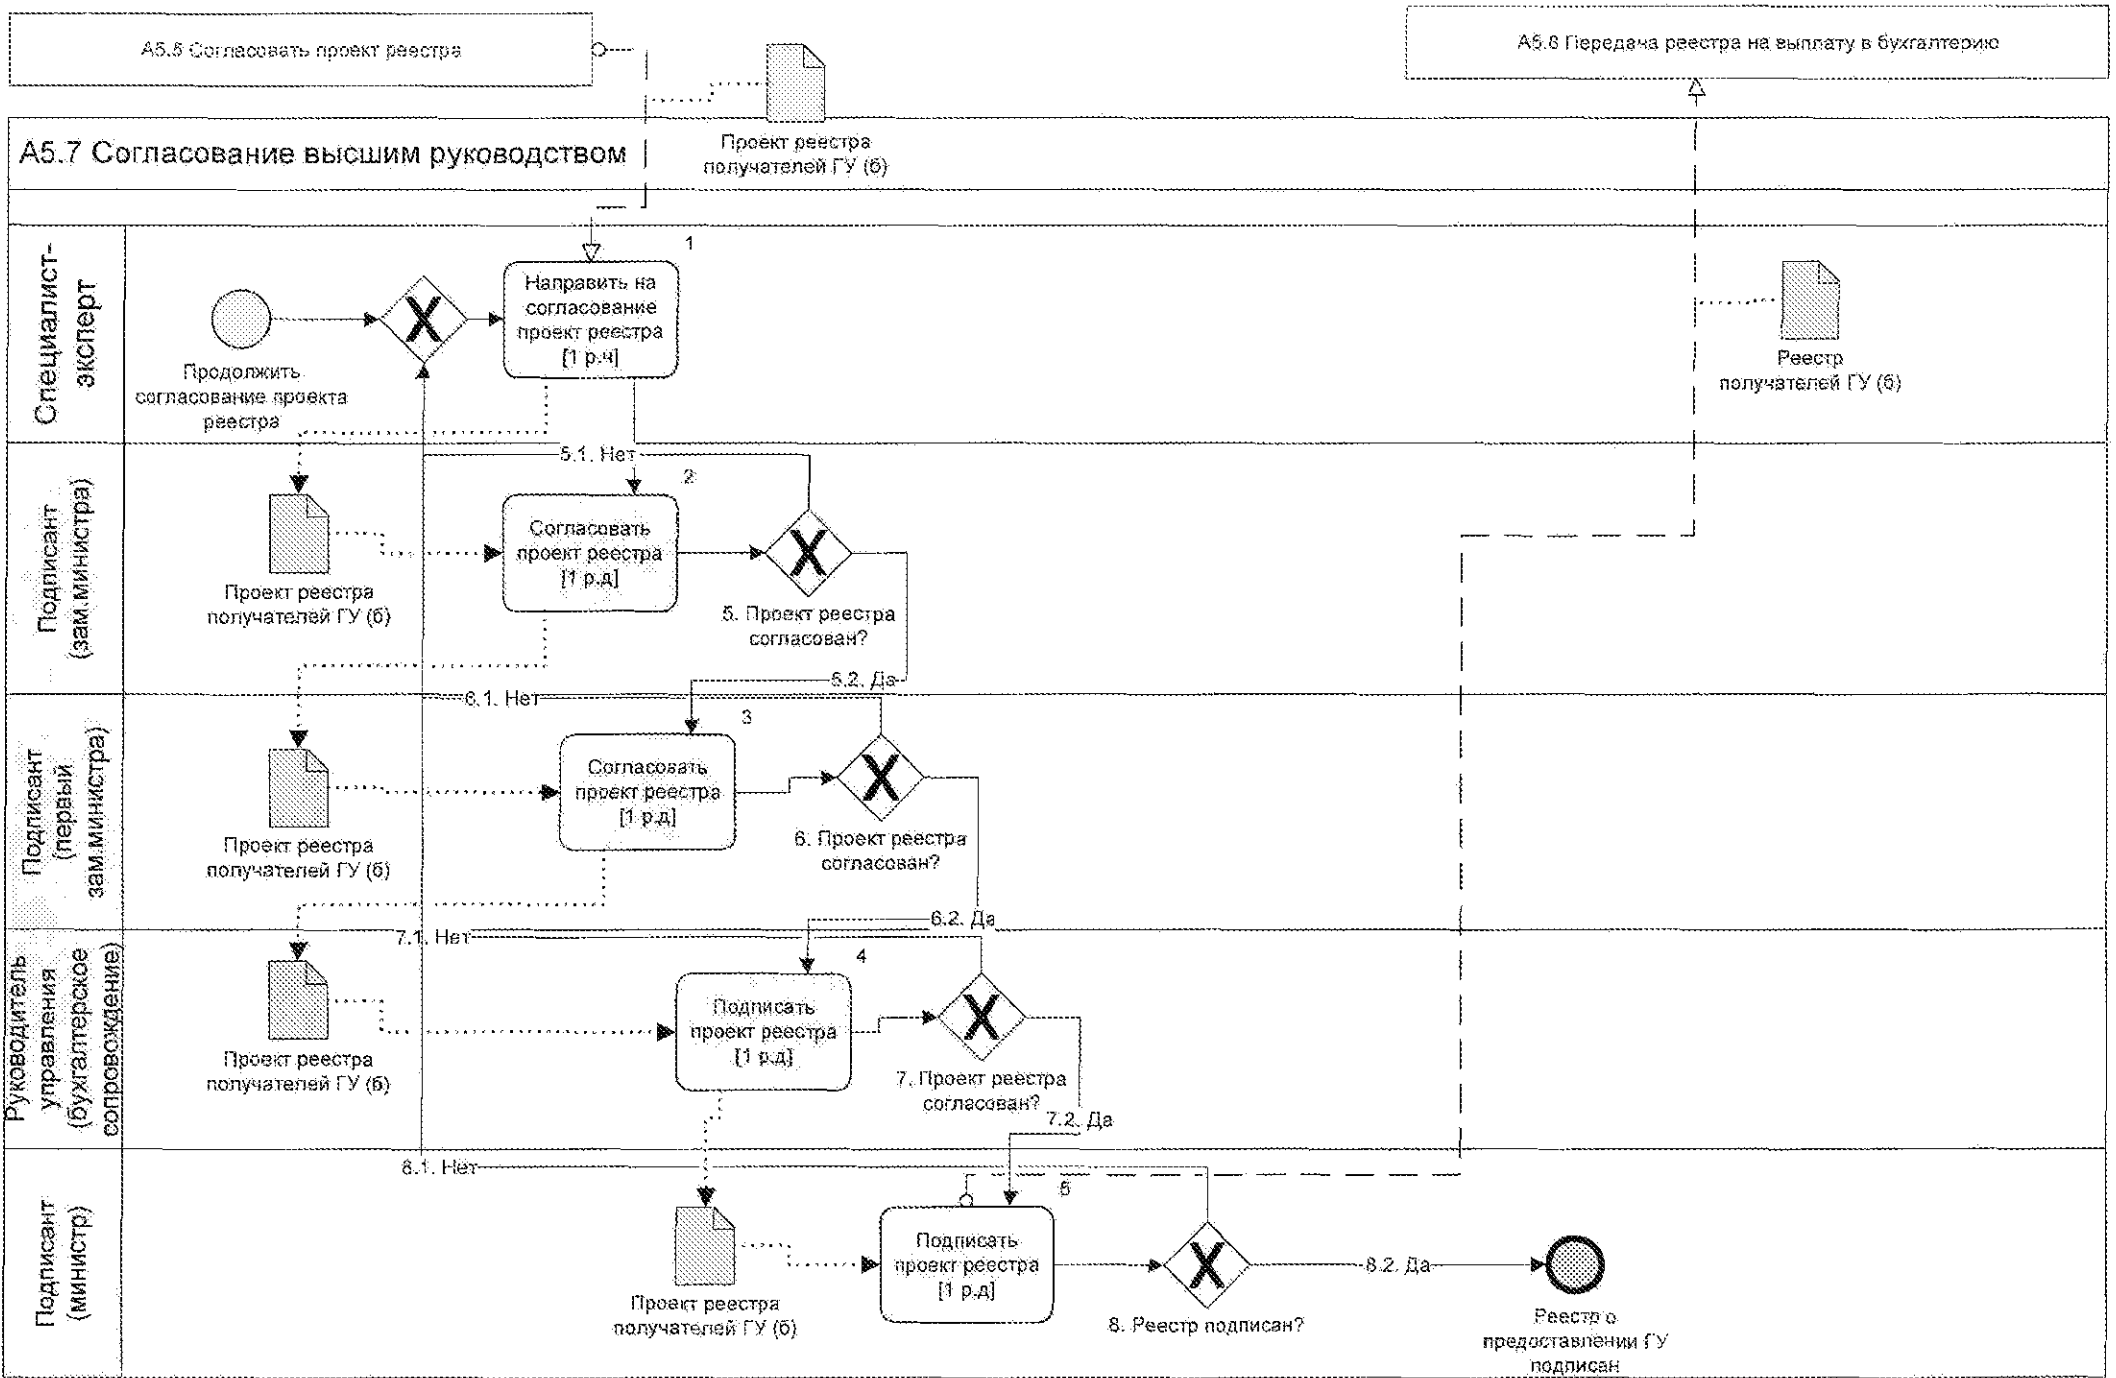 А5.5 Согласовать проект реестра
А5.8 Передача реестра на выплату в бухгалтерию
Проект реестра
получателей ГУ (б)
А5.7 Согласование высшим руководством
Специалист-
эксперт
Продолжить
согласование проекта
реестра
1
Направить на
согласование
проект реестра
[1 р.ч]
Реестр
получателей ГУ (б)
Подписант
(зам.министра)
5.1. Нет
2
Согласовать
проект реестра
[1 р.д]
Проект реестра
получателей ГУ (б)
5. Проект реестра
согласован?
5.2. Да
Подписант
(первый
зам.министра)
6.1. Нет
3
Согласовать
проект реестра
[1 р.д]
Проект реестра
получателей ГУ (б)
6. Проект реестра
согласован?
6.2. Да
Руководитель
управления
(бухгалтерское
сопровождение)
7.1. Нет
4
Подписать
проект реестра
[1 р.д]
Проект реестра
получателей ГУ (б)
7. Проект реестра
согласован?
7.2. Да
Подписант
(министр)
8.1. Нет
5
Подписать
проект реестра
[1 р.д]
Проект реестра
получателей ГУ (б)
8. Реестр подписан?
8.2. Да
Реестр о
предоставлении ГУ
подписан